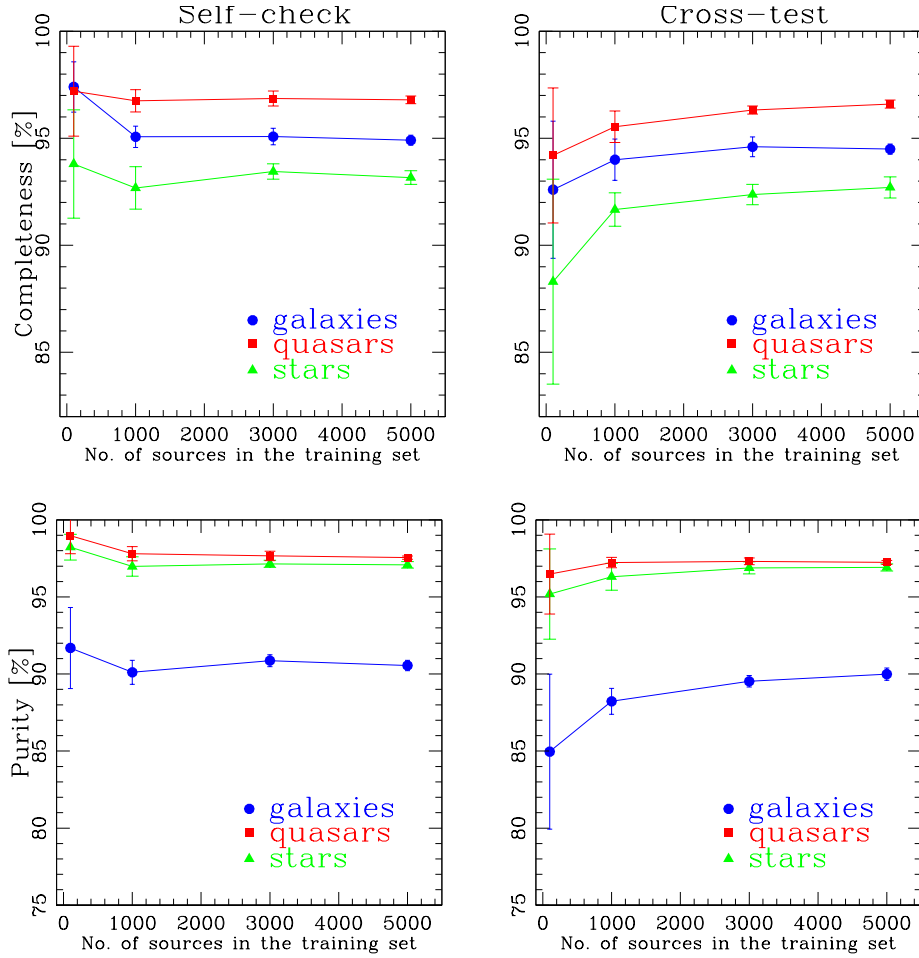 Self-check
Cross-test
100
95
90
85
Completeness [%]
galaxies
quasars
stars
0 1000 2000 3000 4000 5000
No. of sources in the training set
100
95
90
85
galaxies
quasars
stars
0 1000 2000 3000 4000 5000
No. of sources in the training set
100
95
90
85
80
75
Purity [%]
galaxies
quasars
stars
0 1000 2000 3000 4000 5000
No. of sources in the training set
100
95
90
85
80
75
galaxies
quasars
stars
0 1000 2000 3000 4000 5000
No. of sources in the training set